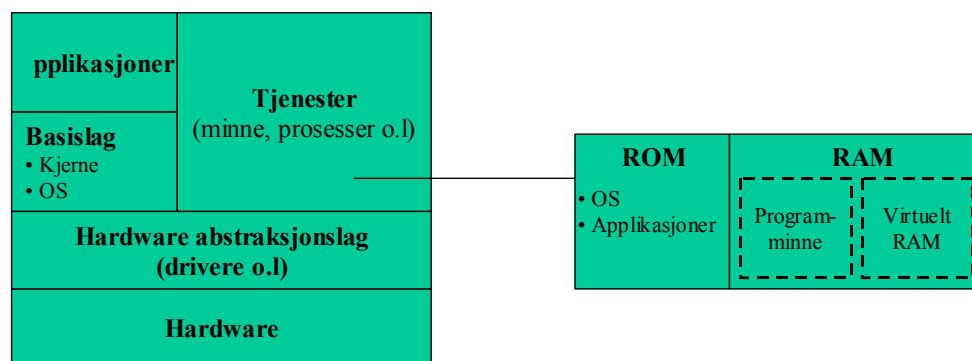 pplikasjoner
Tjenester
(minne, prosesser o.l)
Basislag
• Kjerne
• OS
Hardware abstraksjonslag
(drivere o.l)
Hardware
ROM
• OS
• Applikasjoner
RAM
Program-
minne
Virtuelt
RAM